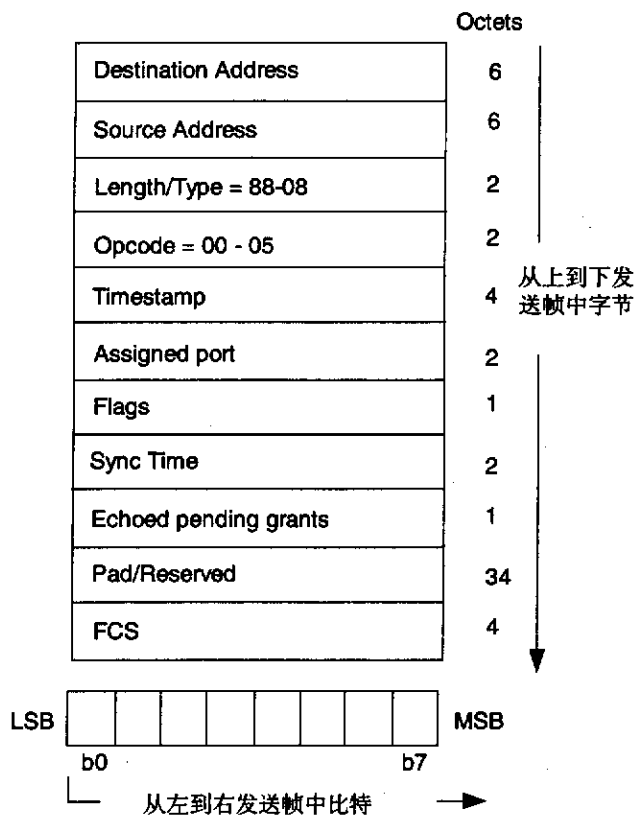 Octets
Destination Address 6
Source Address 6
Length/Type = 88-08 2
Opcode = 00 - 05 2
Timestamp 4
从上到下发
送帧中字节
Assigned port 2
Flags 1
Sync Time 2
Echoed pending grants 1
Pad/Reserved 34
FCS 4
LSB MSB
b0 b7
从左到右发送帧中比特